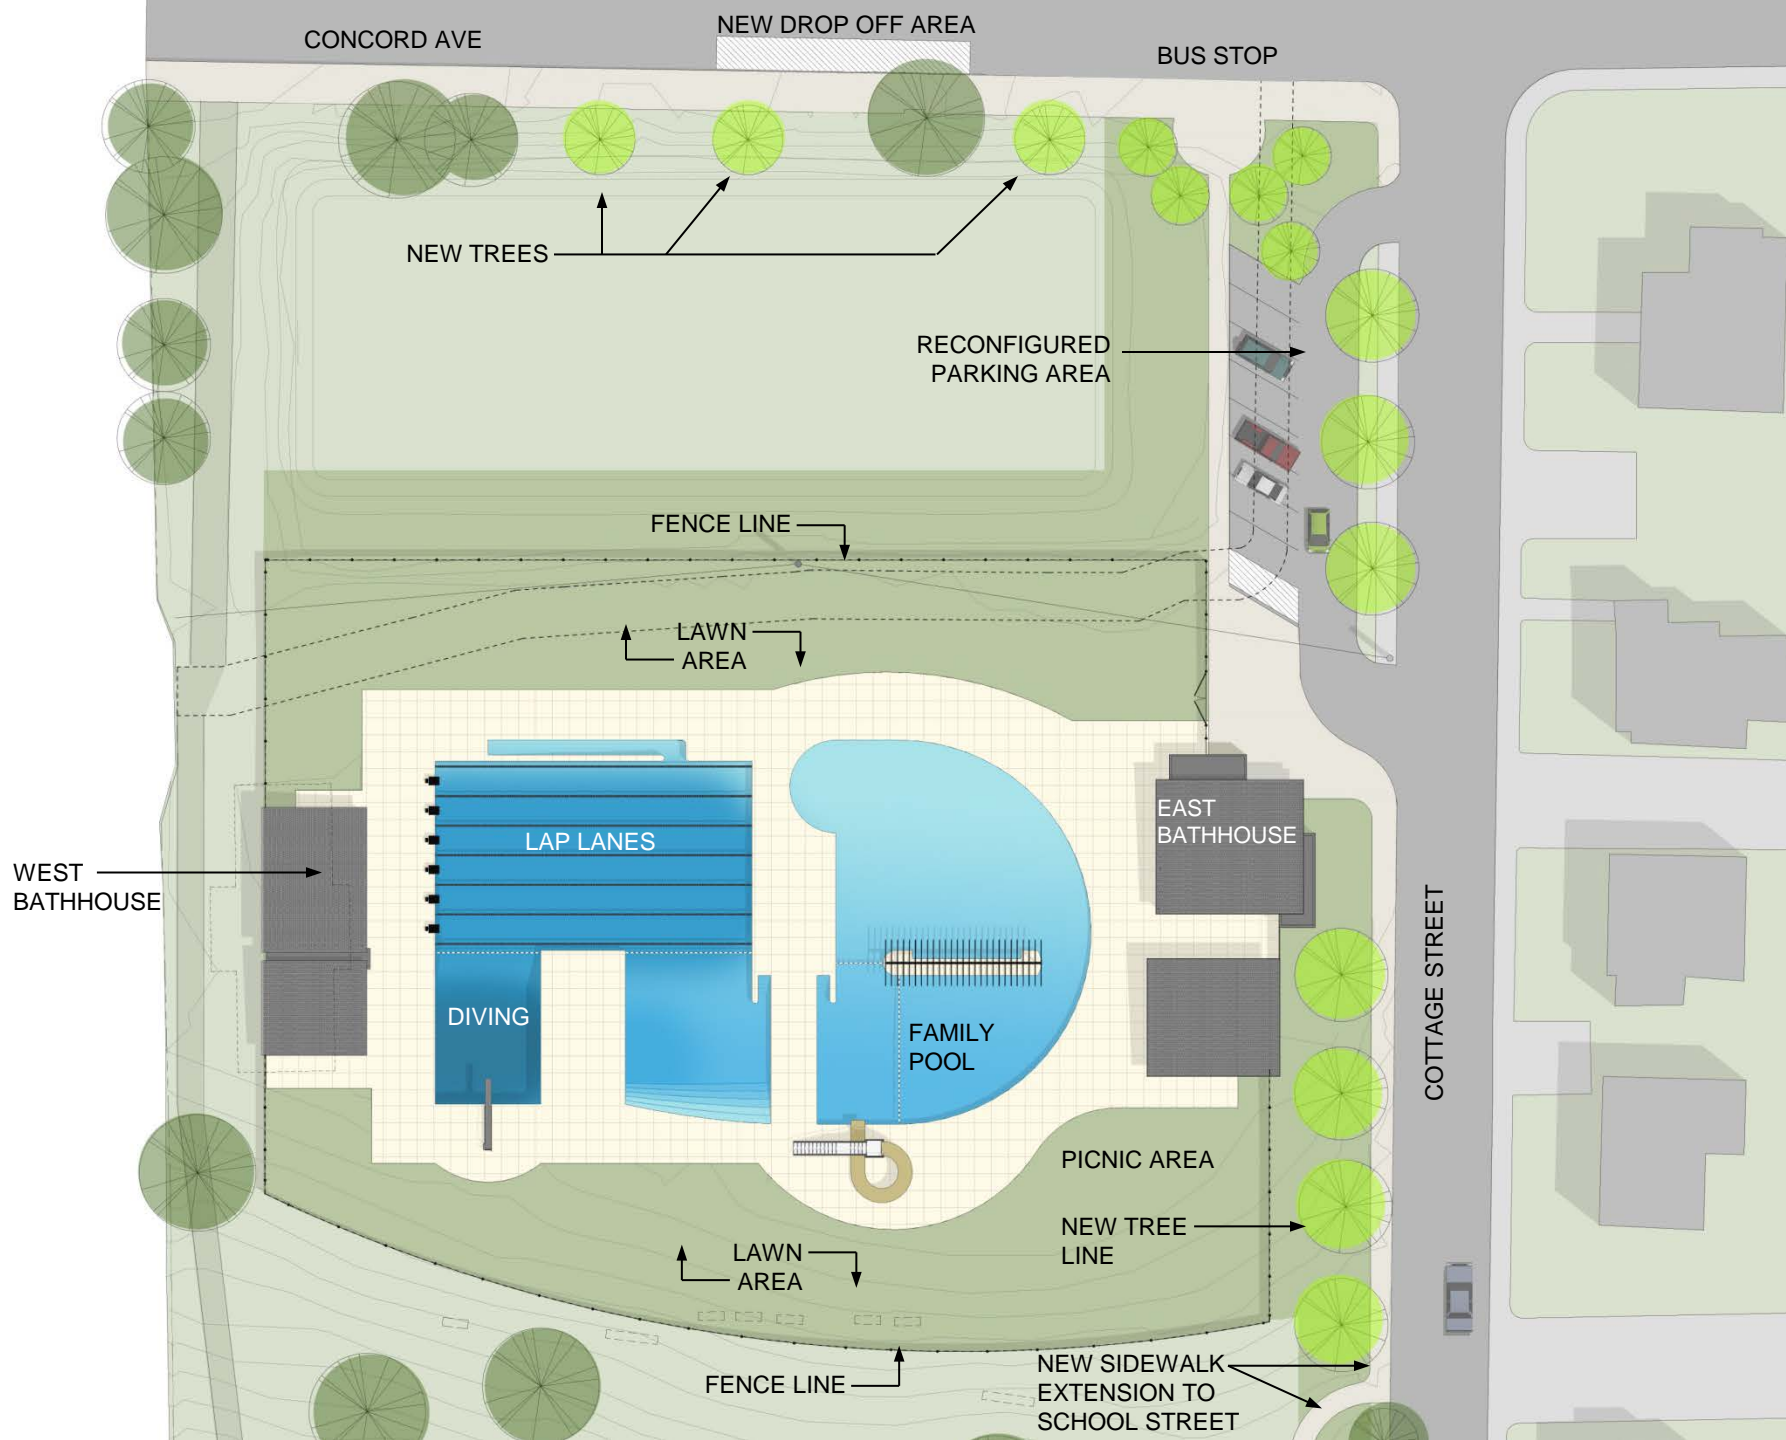 NEW DROP OFF AREA
CONCORD AVE
BUS STOP
NEW TREES
RECONFIGURED
PARKING AREA
FENCE LINE
LAWN
AREA
EAST
BATHHOUSE
LAP LANES
WEST
BATHHOUSE
COTTAGE STREET
DIVING
FAMILY
POOL
PICNIC AREA
NEW TREE
LINE
LAWN
AREA
FENCE LINE
NEW SIDEWALK
EXTENSION TO
SCHOOL STREET